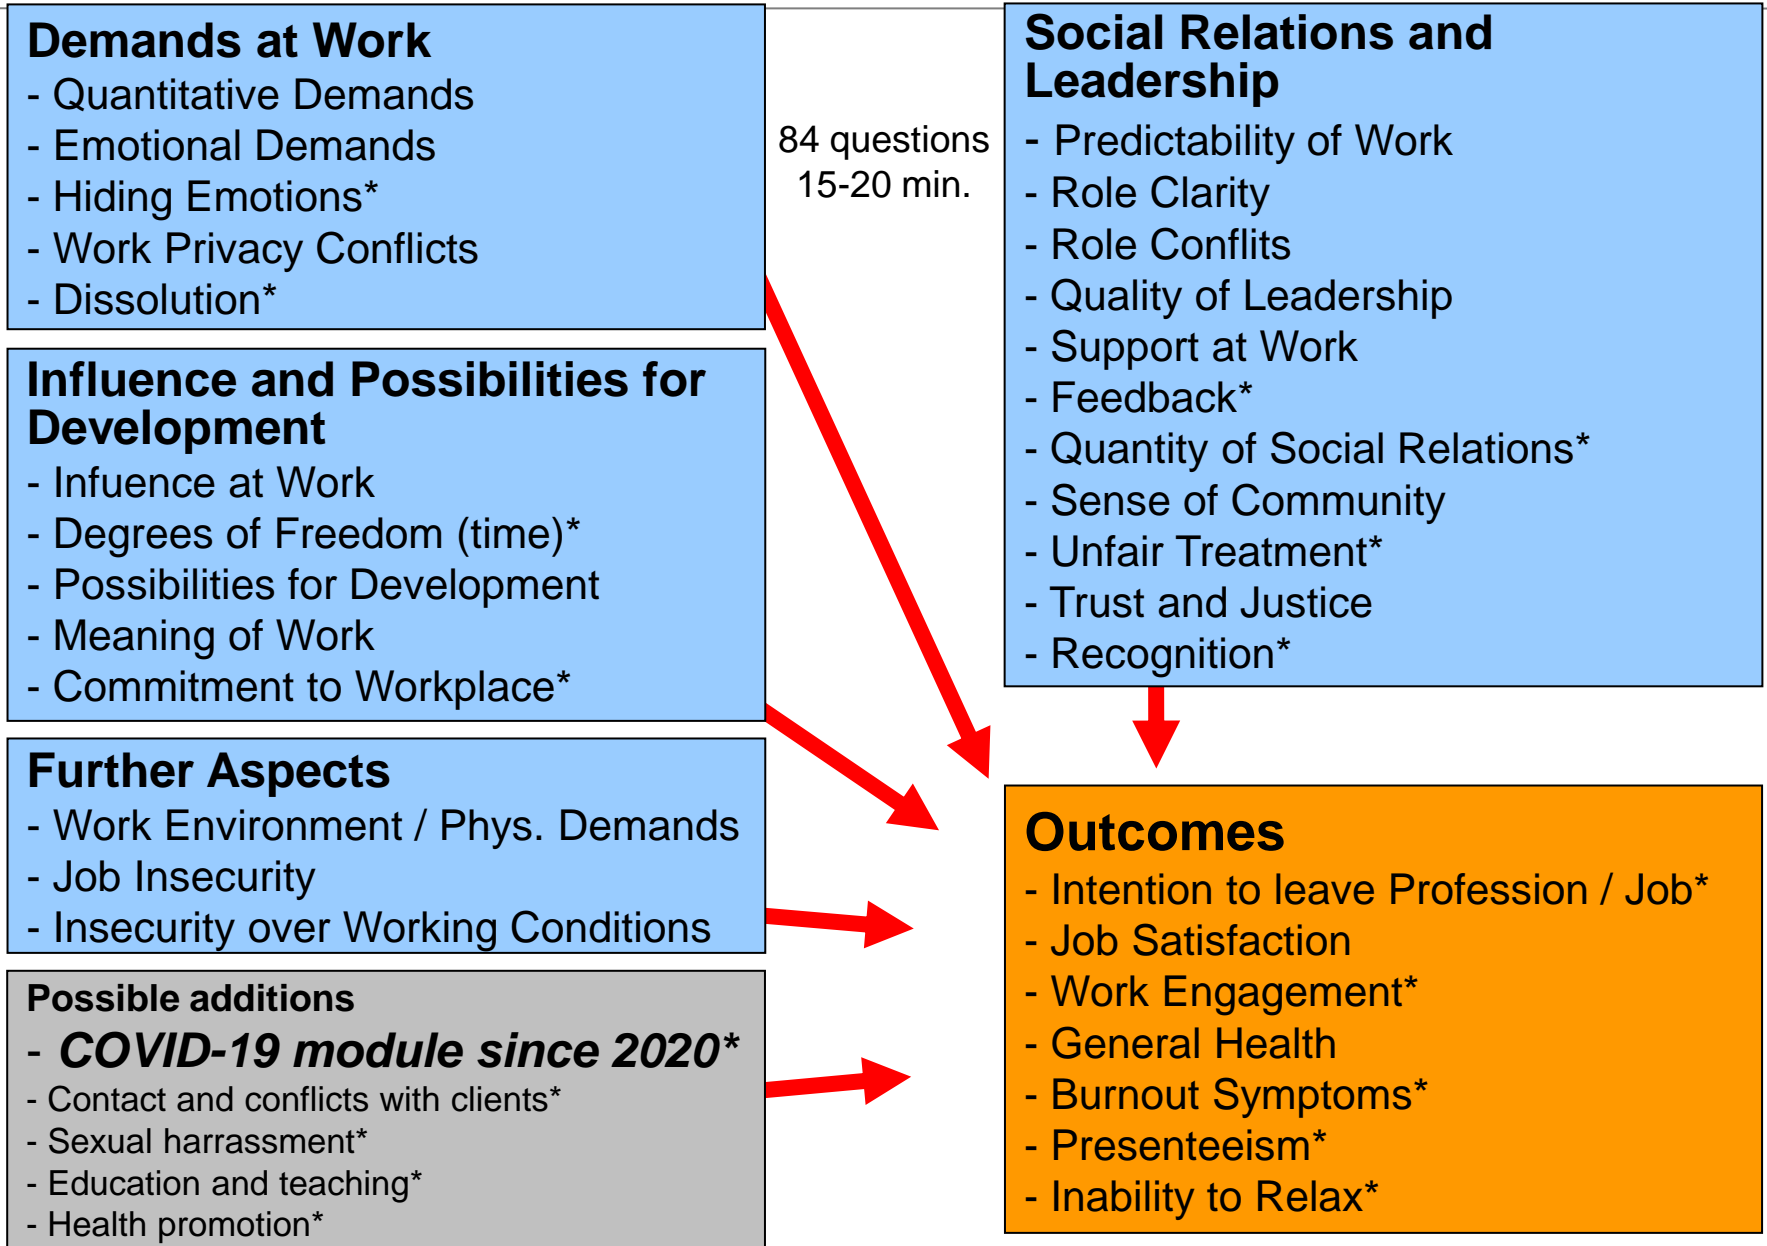 Demands at Work
- Quantitative Demands
- Emotional Demands
- Hiding Emotions*
- Work Privacy Conflicts
- Dissolution*
Influence and Possibilities for
Development
- Infuence at Work
- Degrees of Freedom (time)*
- Possibilities for Development
- Meaning of Work
- Commitment to Workplace*
Further Aspects
- Work Environment / Phys. Demands
- Job Insecurity
- Insecurity over Working Conditions
Possible additions
- COVID-19 module since 2020*
- Contact and conflicts with clients*
- Sexual harrassment*
- Education and teaching*
- Health promotion*
84 questions
15-20 min.
Social Relations and
Leadership
- Predictability of Work
- Role Clarity
- Role Conflits
- Quality of Leadership
- Support at Work
- Feedback*
- Quantity of Social Relations*
- Sense of Community
- Unfair Treatment*
- Trust and Justice
- Recognition*
Outcomes
- Intention to leave Profession / Job*
- Job Satisfaction
- Work Engagement*
- General Health
- Burnout Symptoms*
- Presenteeism*
- Inability to Relax*